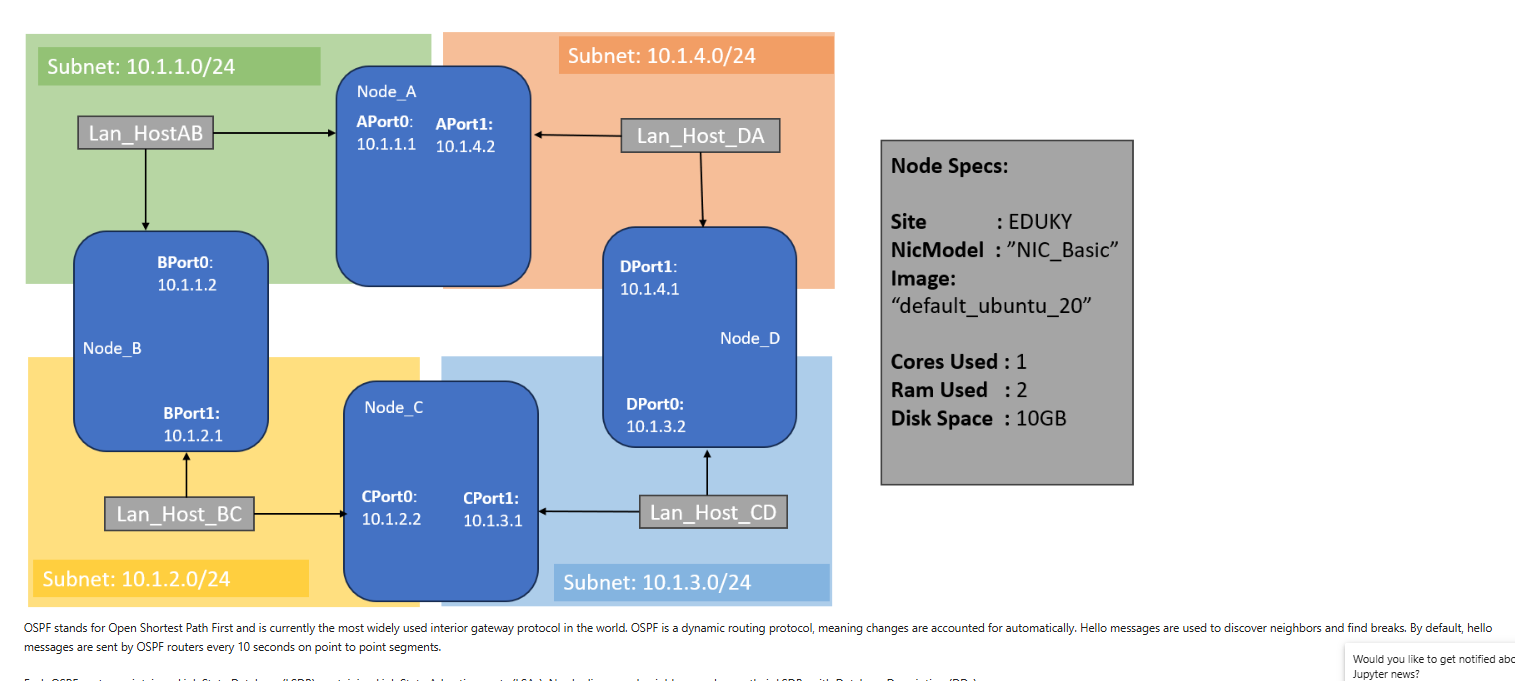 Subnet: 10.1.1.0/24
Subnet: 10.1.4.0/24
Node_A
APort0:
10.1.1.1
APort1:
10.1.4.2
Lan_HostAB
Lan_Host_DA
BPort0:
10.1.1.2
Node_B
BPort1:
10.1.2.1
DPort1:
10.1.4.1
Node_D
DPort0:
10.1.3.2
Node_C
CPort0:
10.1.2.2
CPort1:
10.1.3.1
Lan_Host_BC
Lan_Host_CD
Subnet: 10.1.2.0/24
Subnet: 10.1.3.0/24
Node Specs:
Site : EDUKY
NicModel : ”NIC_Basic”
Image:
“default_ubuntu_20”
Cores Used : 1
Ram Used : 2
Disk Space : 10GB
OSPF stands for Open Shortest Path First and is currently the most widely used interior gateway protocol in the world. OSPF is a dynamic routing protocol, meaning changes are accounted for automatically. Hello messages are used to discover neighbors and find breaks. By default, hello
messages are sent by OSPF routers every 10 seconds on point to point segments.
Would you like to get notified abo
Jupyter news?